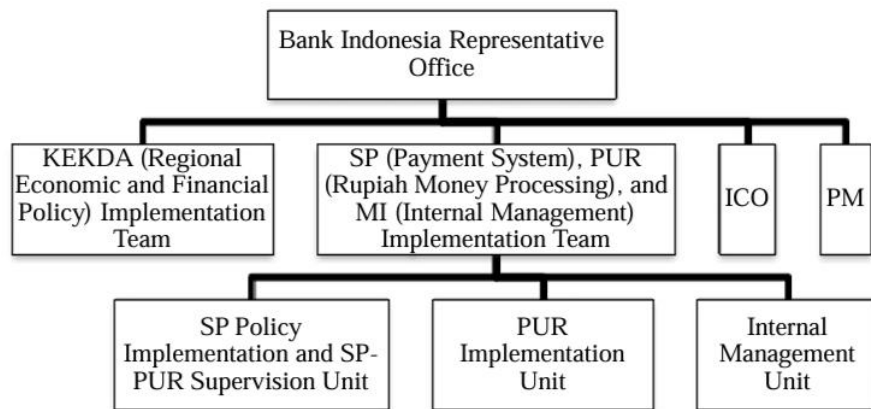 Bank Indonesia Representative
Office
KEKDA (Regional
Economic and Financial
Policy) Implementation
Team
SP (Payment System), PUR
(Rupiah Money Processing), and
MI (Internal Management)
Implementation Team
ICO
PM
SP Policy
Implementation and SP-
PUR Supervision Unit
PUR
Implementation
Unit
Internal
Management
Unit